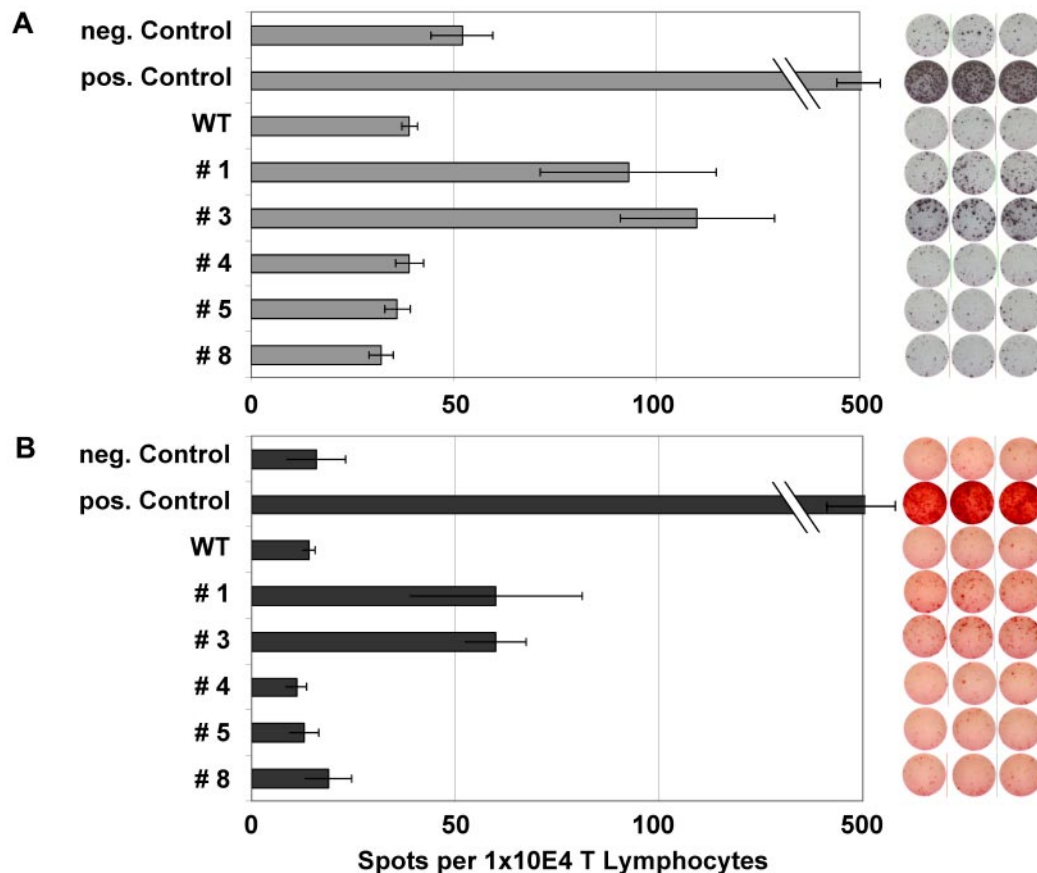 A
neg. Control
pos. Control
WT
# 1
# 3
# 4
# 5
# 8
0 50 100 500
B
neg. Control
pos. Control
WT
# 1
# 3
# 4
# 5
# 8
0 50 100 500
Spots per 1x10E4 T Lymphocytes